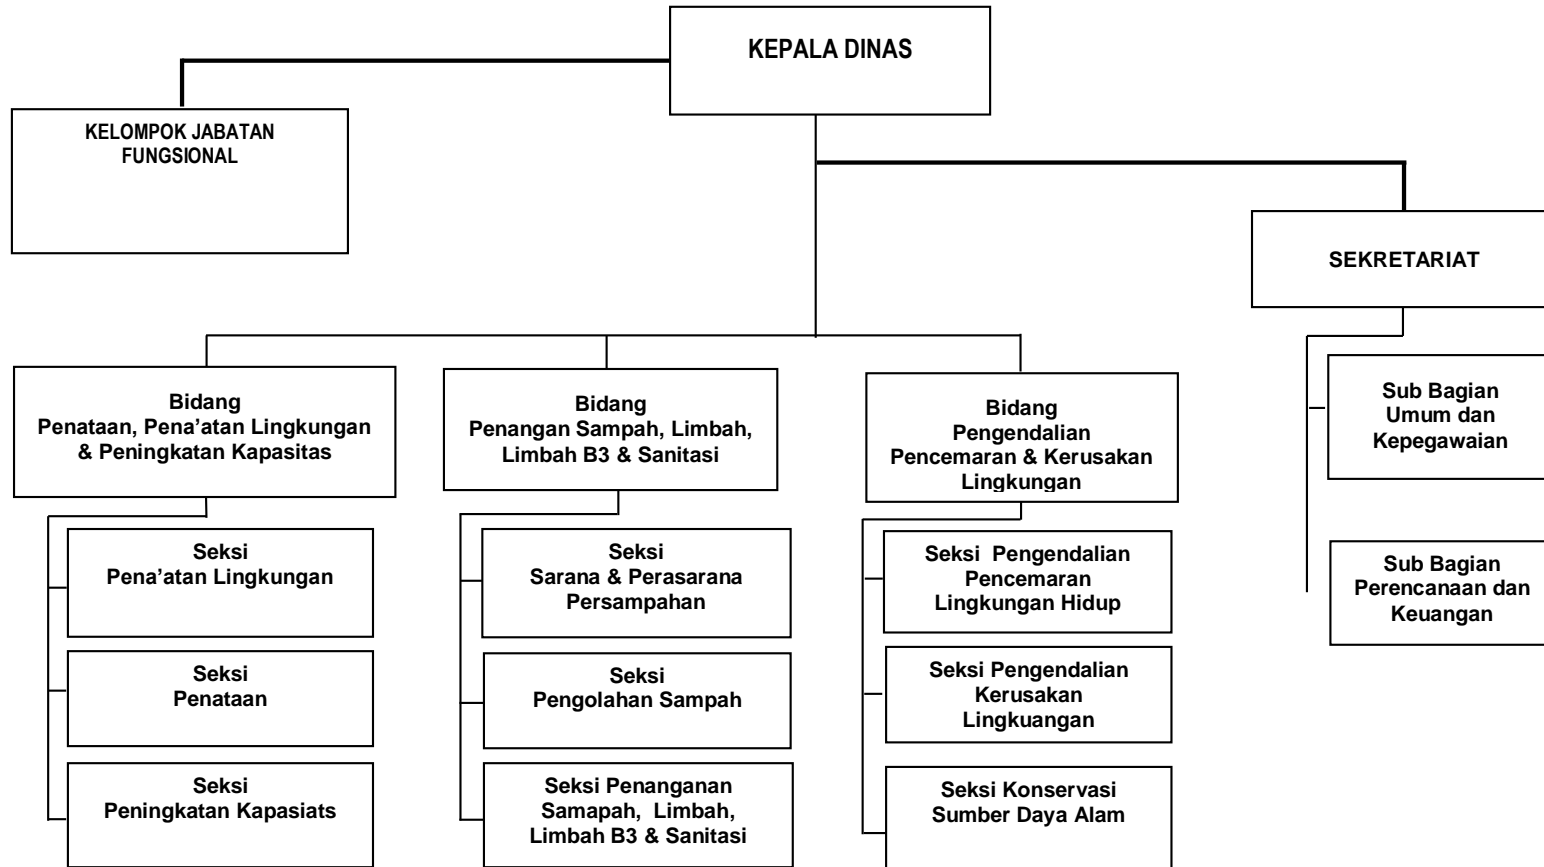 KEPALA DINAS
KELOMPOK JABATAN
FUNGSIONAL
SEKRETARIAT
Bidang
Penataan, Pena’atan Lingkungan
& Peningkatan Kapasitas
Bidang
Penangan Sampah, Limbah,
Limbah B3 & Sanitasi
Bidang
Pengendalian
Pencemaran & Kerusakan
Lingkungan
Sub Bagian
Umum dan
Kepegawaian
Sub Bagian
Perencanaan dan
Keuangan
Seksi
Pena’atan Lingkungan
Seksi
Penataan
Seksi
Peningkatan Kapasiats
Seksi
Sarana & Perasarana
Persampahan
Seksi
Pengolahan Sampah
Seksi Penanganan
Samapah, Limbah,
Limbah B3 & Sanitasi
Seksi Pengendalian
Pencemaran
Lingkungan Hidup
Seksi Pengendalian
Kerusakan
Lingkuangan
Seksi Konservasi
Sumber Daya Alam